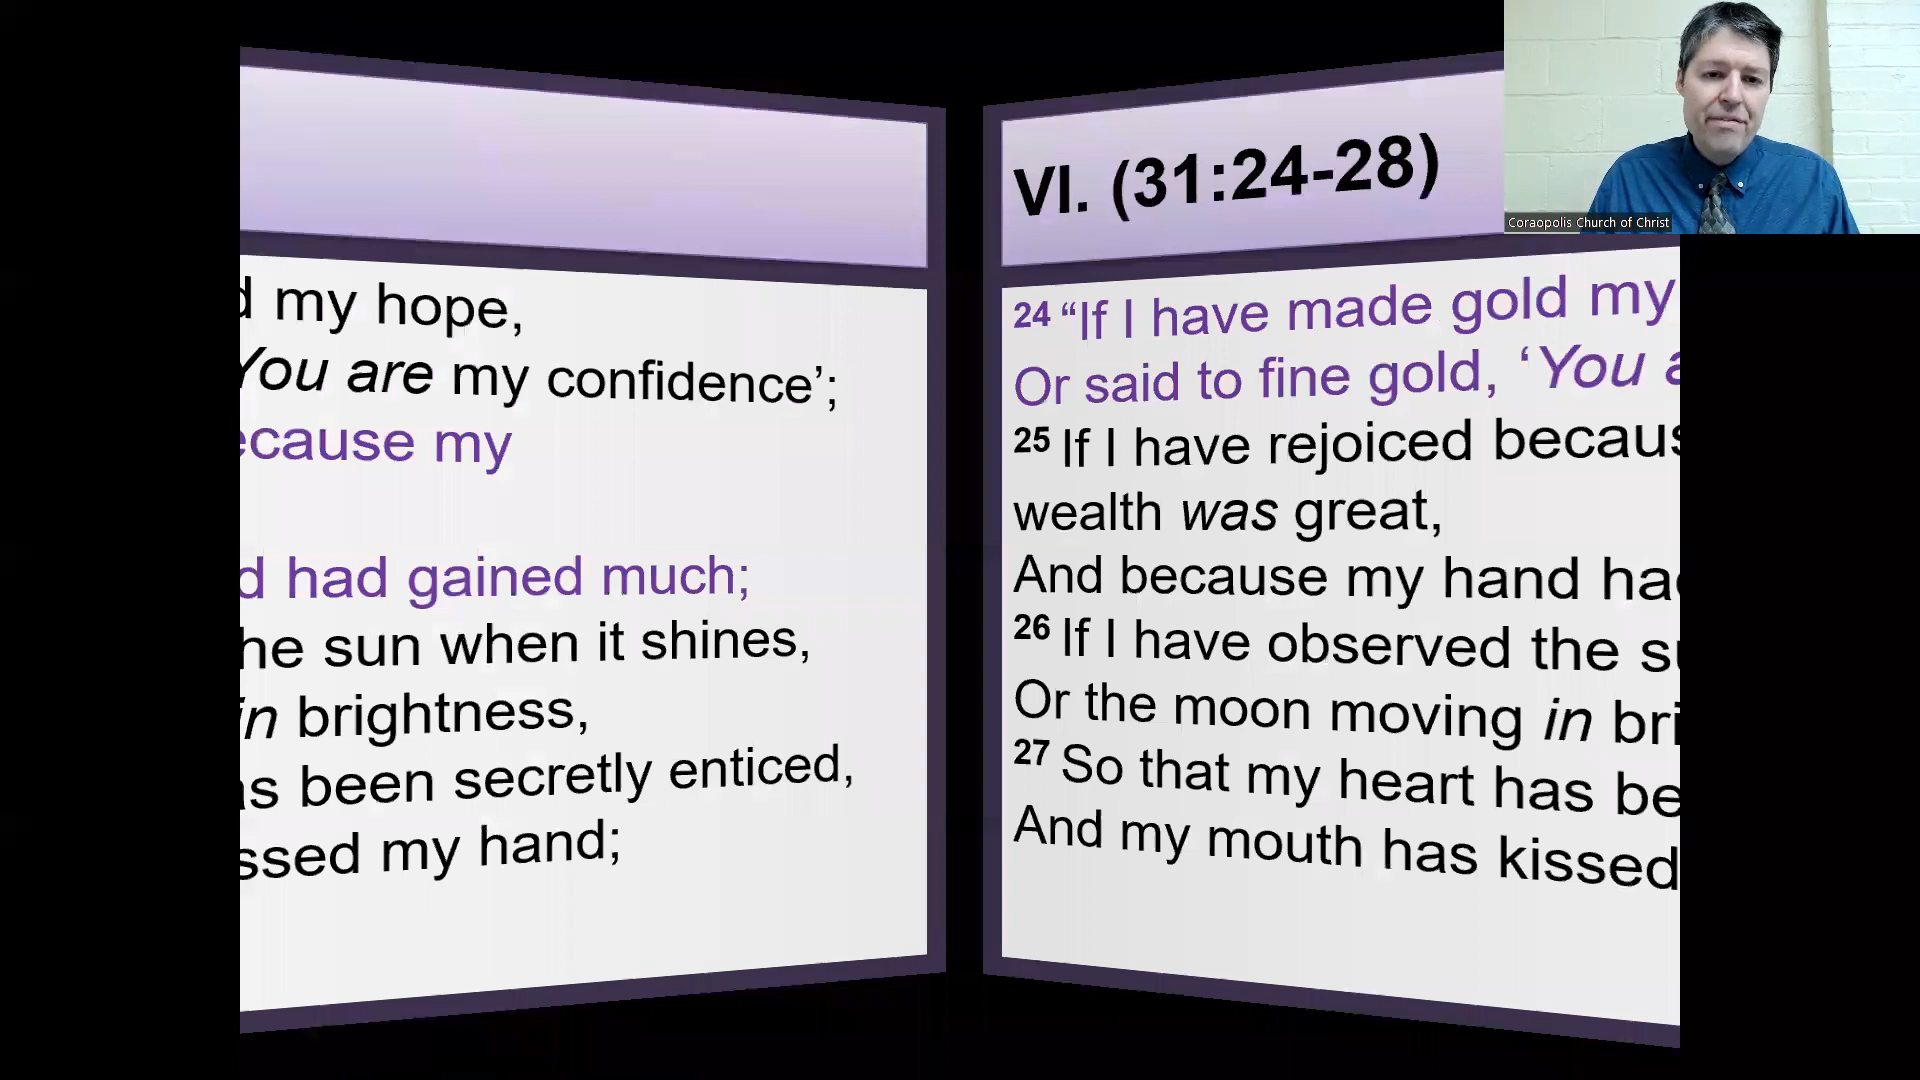 d my hope,
You are my confidence’;
ecause my
d had gained much;
he sun when it shines,
in brightness,
as been secretly enticed,
ssed my hand;
VI. (31:24-28)
24 “If I have made gold my
Or said to fine gold, ‘You a
25 If I have rejoiced becaus
wealth was great,
And because my hand had
26 If I have observed the su
Or the moon moving in bri
27 So that my heart has be
And my mouth has kissed
Coraopolis Church of Christ